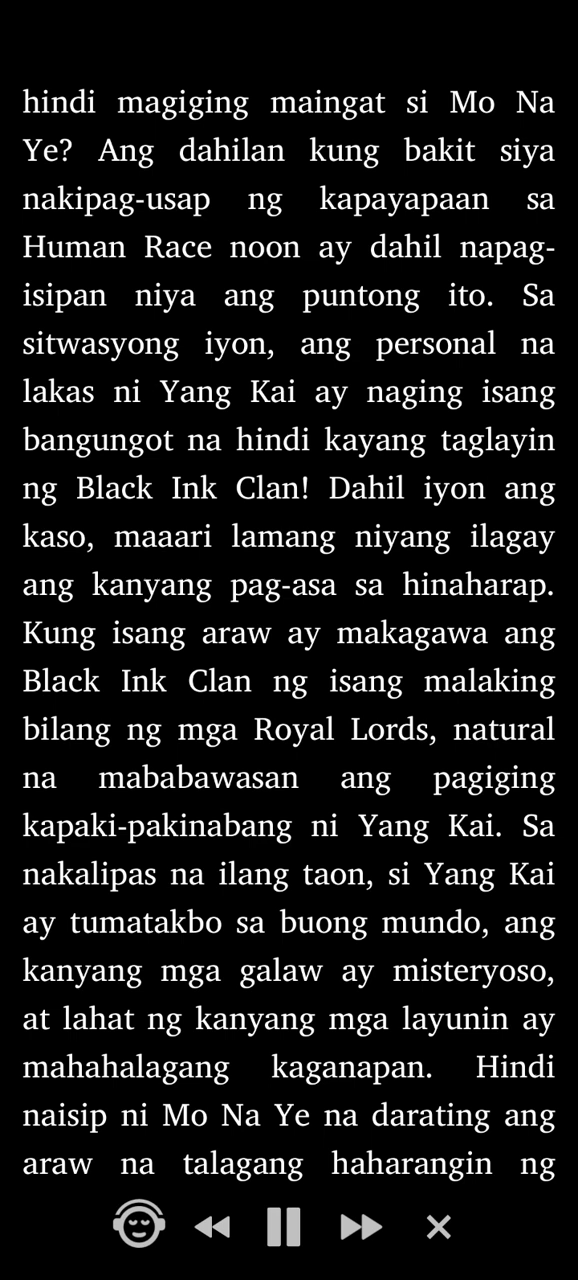 hindi magiging maingat si Mo Na
Ye? Ang dahilan kung bakit siya
nakipag-usap ng kapayapaan sa
Human Race noon ay dahil napag-
isipan niya ang puntong ito. Sa
sitwasyong iyon, ang personal na
lakas ni Yang Kai ay naging isang
bangungot na hindi kayang taglayin
ng Black Ink Clan! Dahil iyon ang
kaso, maaari lamang niyang ilagay
ang kanyang pag-asa sa hinaharap.
Kung isang araw ay makagawa ang
Black Ink Clan ng isang malaking
bilang ng mga Royal Lords, natural
na mababawasan ang pagiging
kapaki-pakinabang ni Yang Kai. Sa
nakalipas na ilang taon, si Yang Kai
ay tumatakbo sa buong mundo, ang
kanyang mga galaw ay misteryoso,
at lahat ng kanyang mga layunin ay
mahahalagang kaganapan. Hindi
naisip ni Mo Na Ye na darating ang
araw na talagang haharangin ng